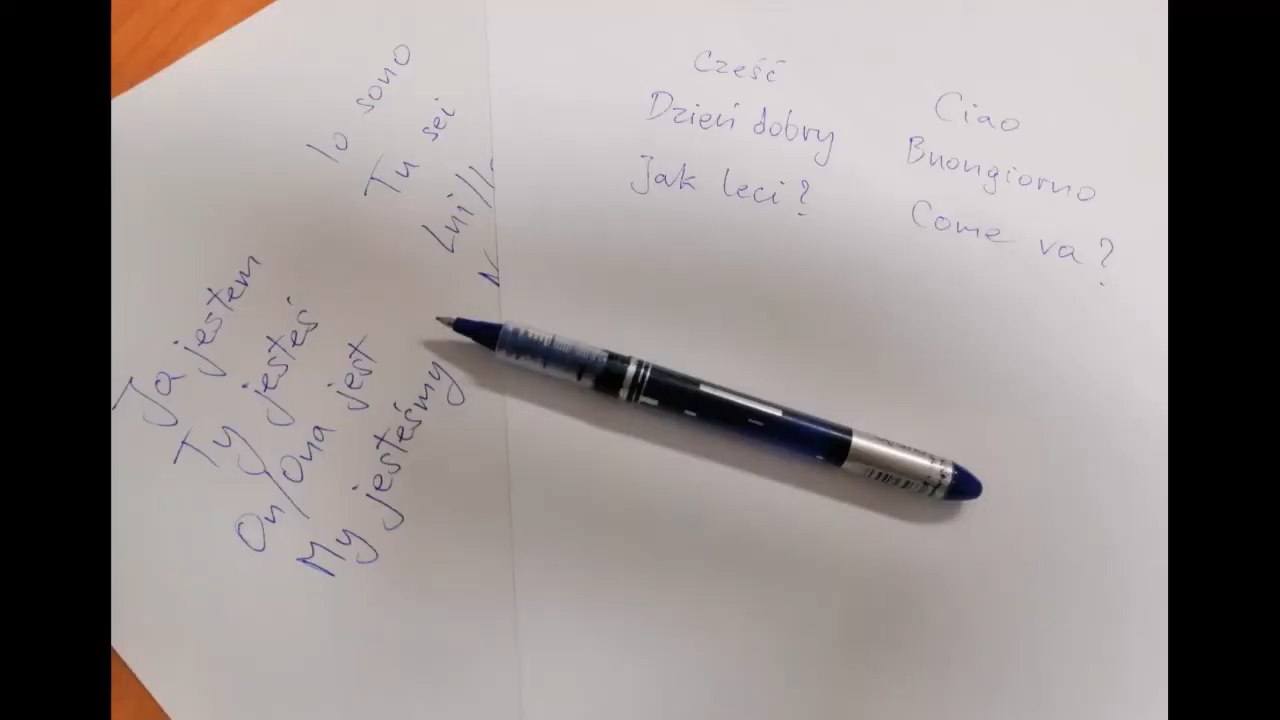 Io sono
Tu sei
Ja jestem
Ty jesteś
On/Ona jest
My jesteśmy
Cześć
Dzień dobry
Jak leci?
Ciao
Buongiorno
Come va?